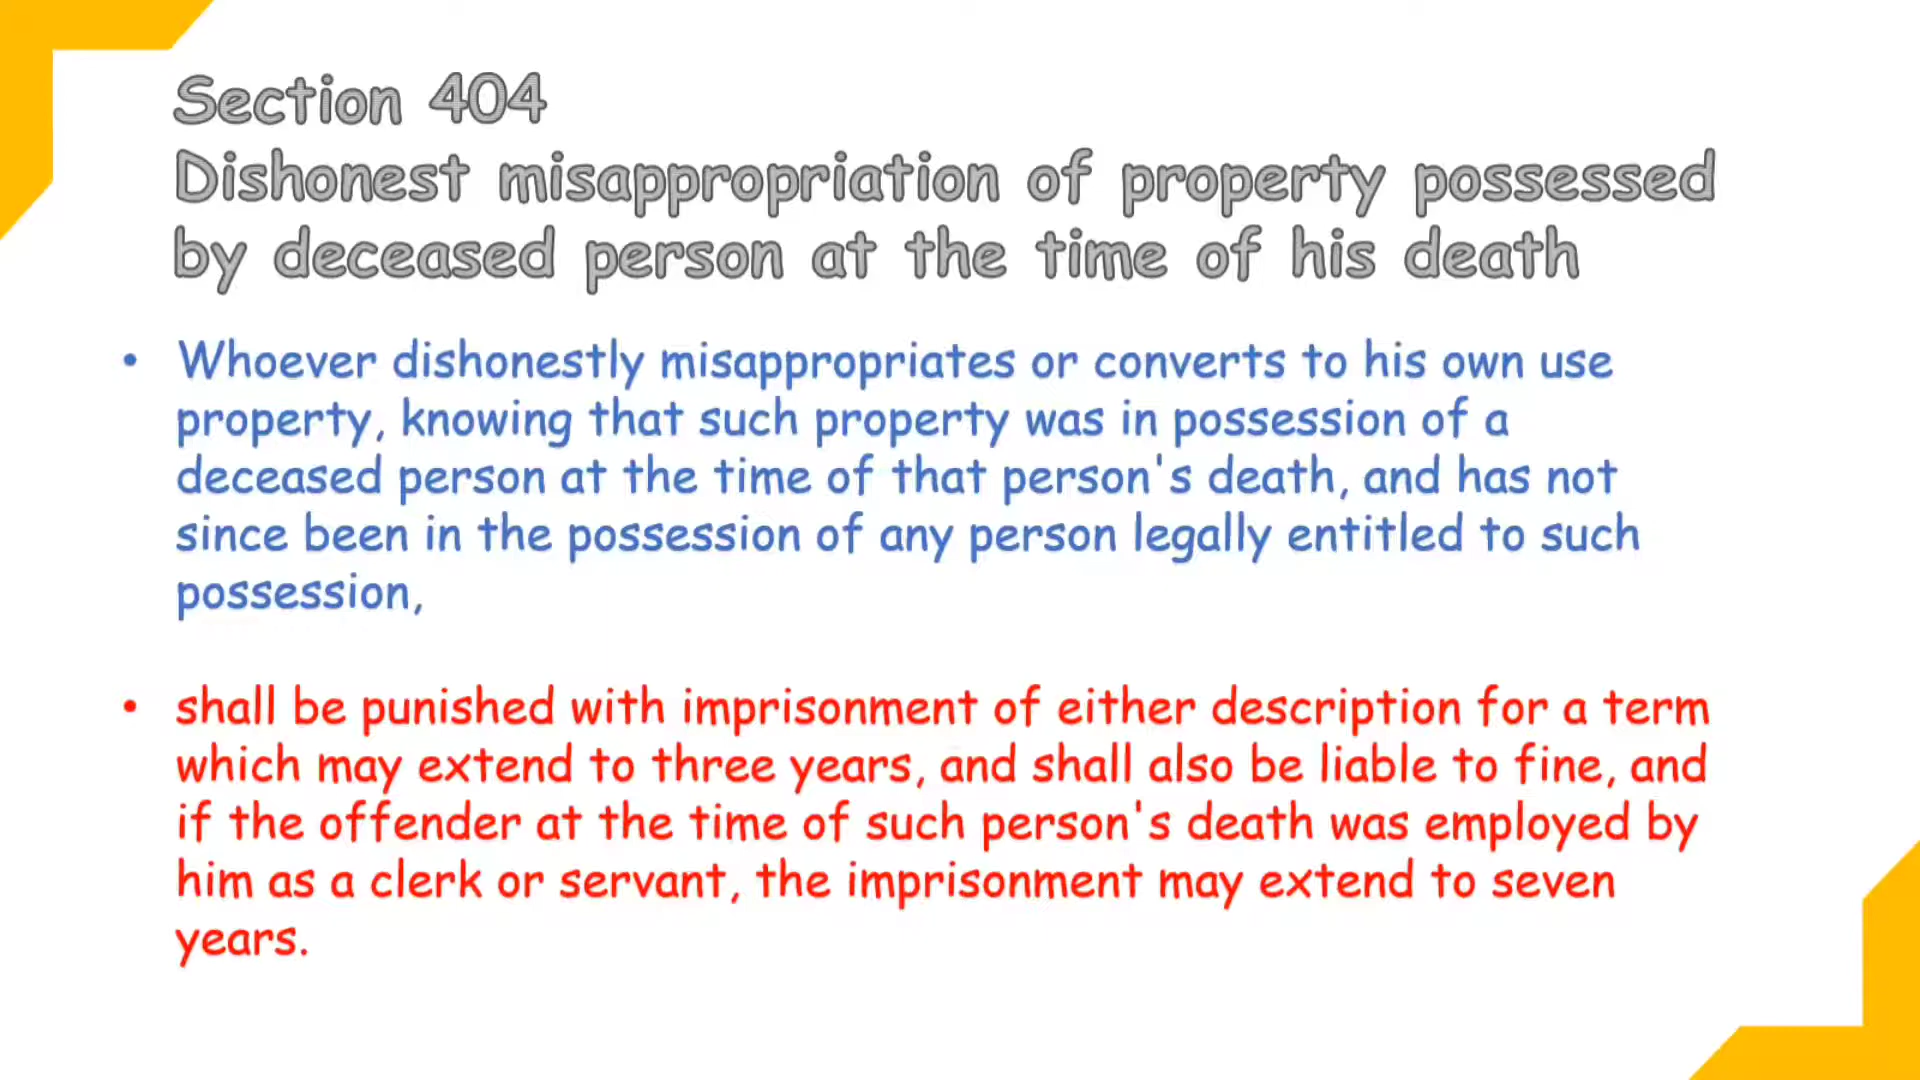 Section 404
Dishonest misappropriation of property possessed
by deceased person at the time of his death
• Whoever dishonestly misappropriates or converts to his own use
property, knowing that such property was in possession of a
deceased person at the time of that person's death, and has not
since been in the possession of any person legally entitled to such
possession,
• shall be punished with imprisonment of either description for a term
which may extend to three years, and shall also be liable to fine, and
if the offender at the time of such person's death was employed by
him as a clerk or servant, the imprisonment may extend to seven
years.